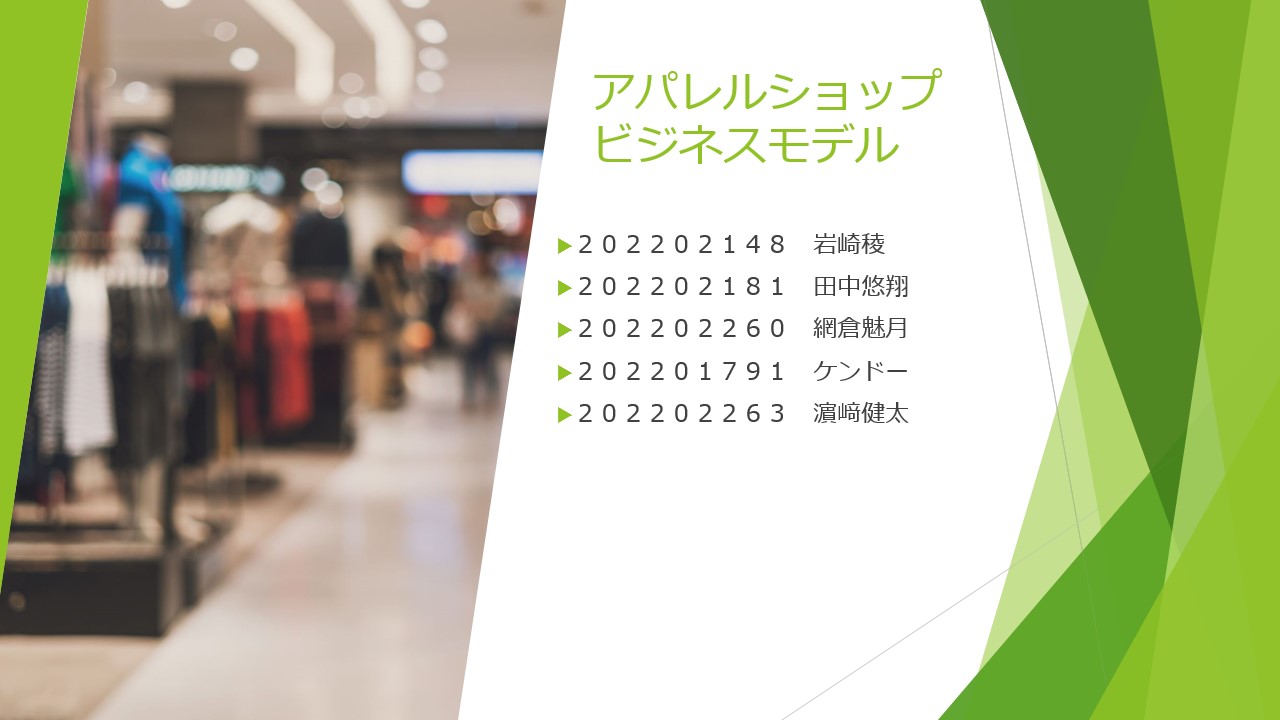 アパレルショップ
ビジネスモデル
２０２２０２１４８　岩崎稜
２０２２０２１８１　田中悠翔
２０２２０２２６０　網倉魅月
２０２２０１７９１　ケンドー
２０２２０２２６３　濵﨑健太